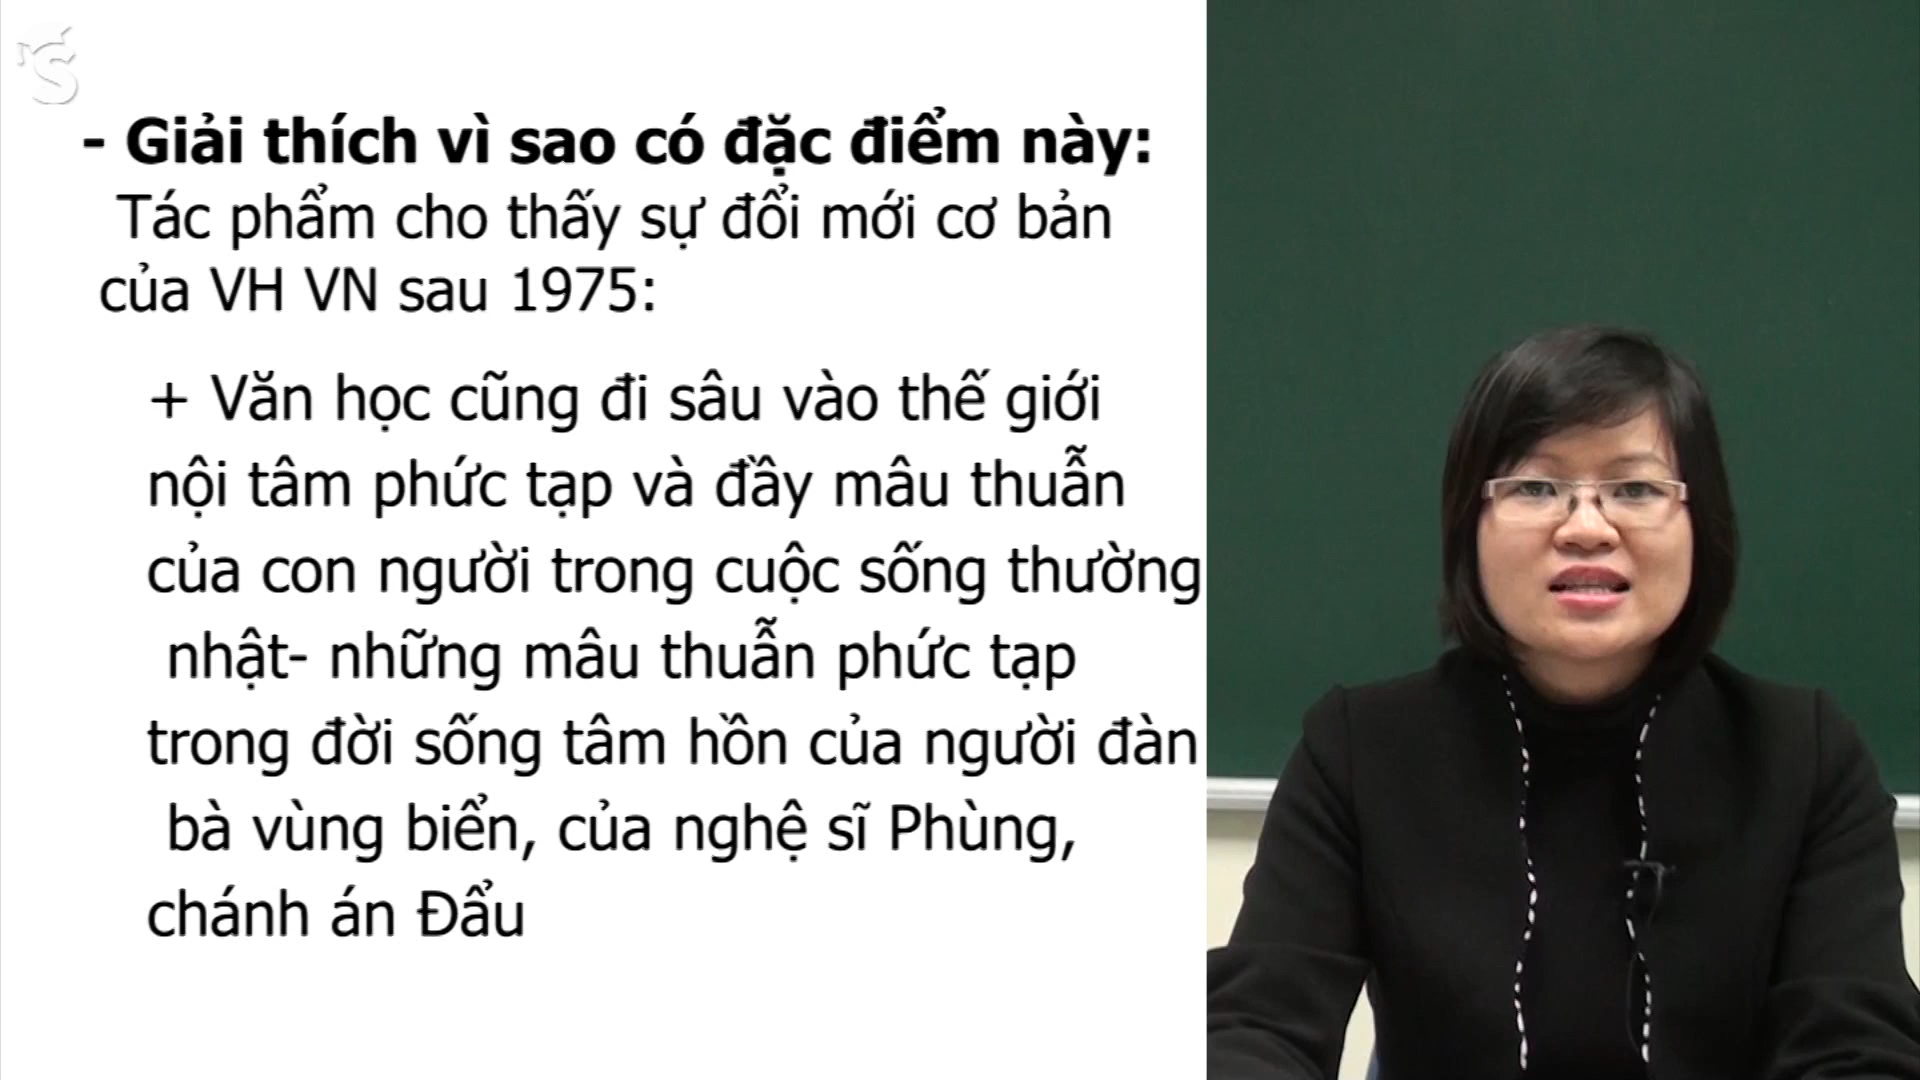 - Giải thích vì sao có đặc điểm này:
Tác phẩm cho thấy sự đổi mới cơ bản
của VH VN sau 1975:
+ Văn học cũng đi sâu vào thế giới
nội tâm phức tạp và đầy mâu thuẫn
của con người trong cuộc sống thường
nhật- những mâu thuẫn phức tạp
trong đời sống tâm hồn của người đàn
bà vùng biển, của nghệ sĩ Phùng,
chánh án Đẩu